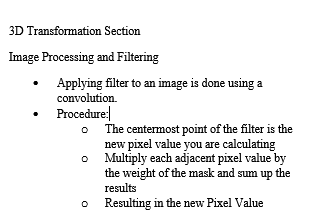 3D Transformation Section
Image Processing and Filtering
• Applying filter to an image is done using a
convolution.
• Procedure:
o The centermost point of the filter is the
new pixel value you are calculating
o Multiply each adjacent pixel value by
the weight of the mask and sum up the
results
o Resulting in the new Pixel Value